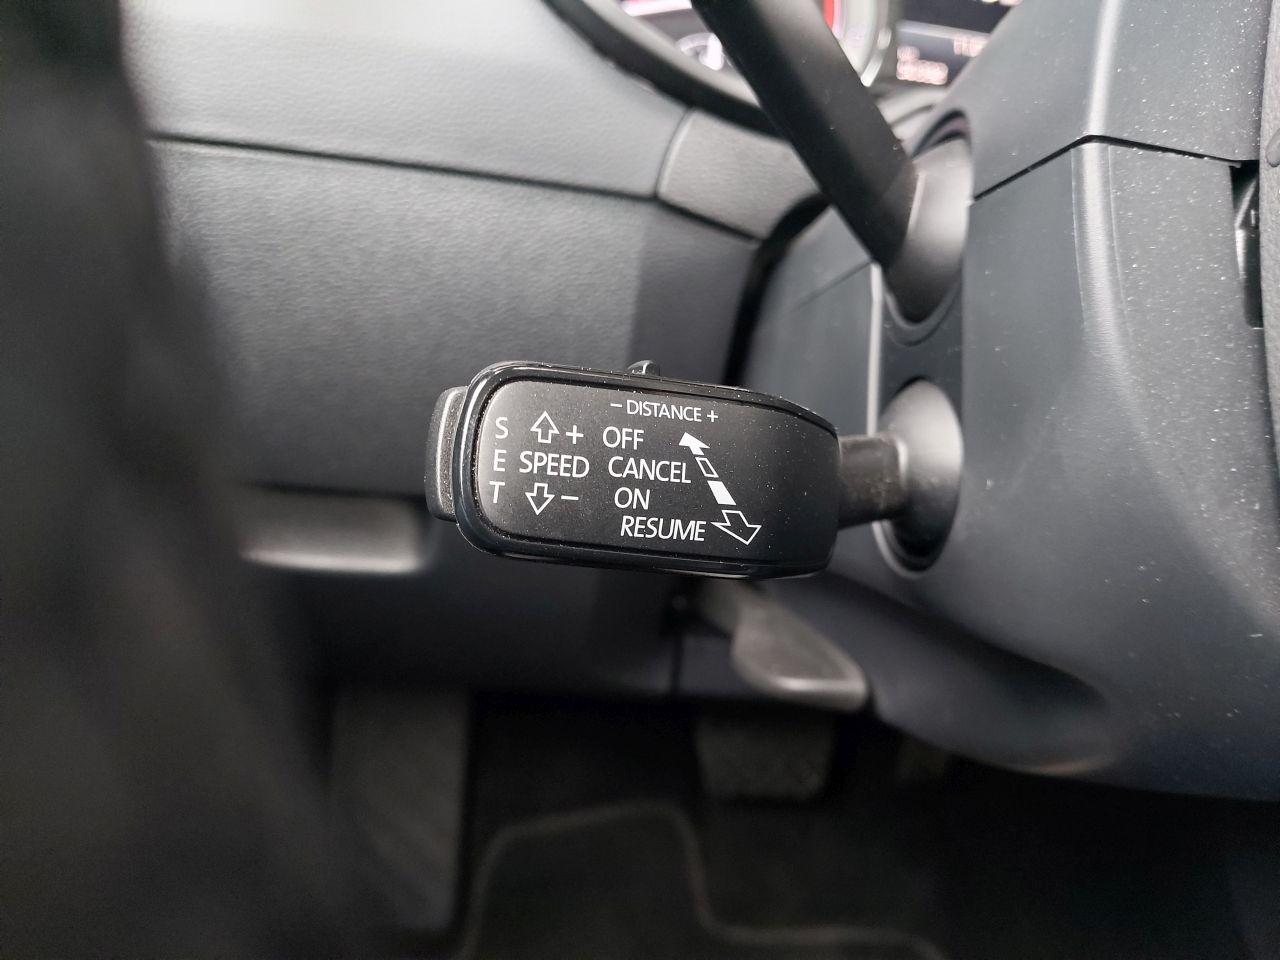 − DISTANCE +
S + OFF
E SPEED CANCEL
T − ON
RESUME